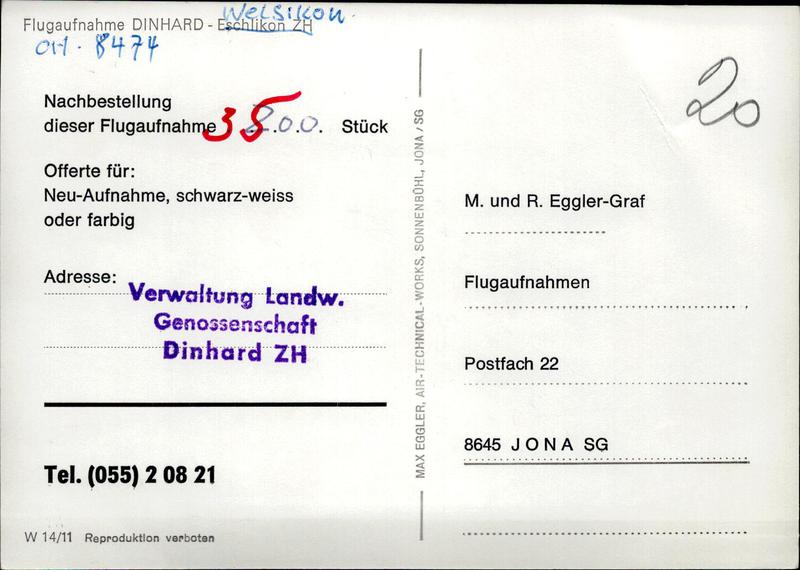 Flugaufnahme DINHARD - Eschlikon ZH
Welsikon.
CH. 8474
Nachbestellung
dieser Flugaufnahme 35 200. Stück
Offerte für:
Neu-Aufnahme, schwarz-weiss
oder farbig
Adresse:
Verwaltung Landw.
Genossenschaft
Dinhard ZH
Tel. (055) 2 08 21
W 14/11 Reproduktion verboten
MAX EGGLER, AIR-TECHNICAL-WORKS, SONNENBÜHL, JONA / SG
20
M. und R. Eggler-Graf
Flugaufnahmen
Postfach 22
8645 JONA SG